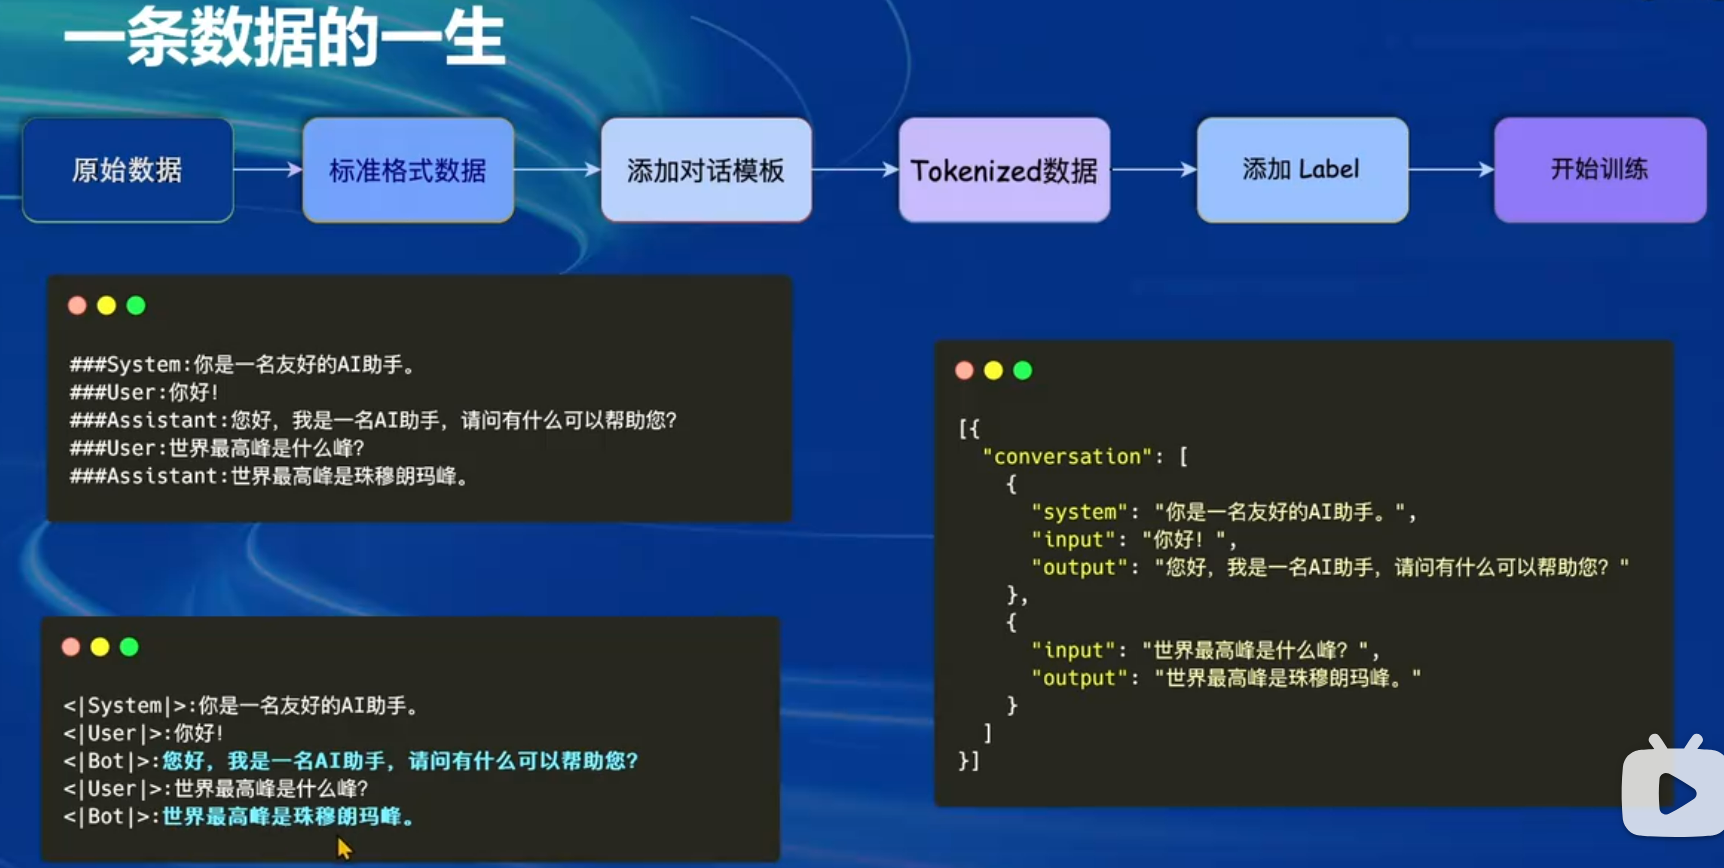 一条数据的一生
原始数据
标准格式数据
添加对话模板
Tokenized数据
添加 Label
开始训练
###System:你是一名友好的AI助手。
###User:你好!
###Assistant:您好，我是一名AI助手，请问有什么可以帮助您?
###User:世界最高峰是什么峰?
###Assistant:世界最高峰是珠穆朗玛峰。
<|System|>:你是一名友好的AI助手。
<|User|>:你好!
<|Bot|>:您好，我是一名AI助手，请问有什么可以帮助您?
<|User|>:世界最高峰是什么峰?
<|Bot|>:世界最高峰是珠穆朗玛峰。
[{
"conversation": [
{
"system": "你是一名友好的AI助手。",
"input": "你好! ",
"output": "您好，我是一名AI助手，请问有什么可以帮助您? "
},
{
"input": "世界最高峰是什么峰? ",
"output": "世界最高峰是珠穆朗玛峰。"
}
]
}]